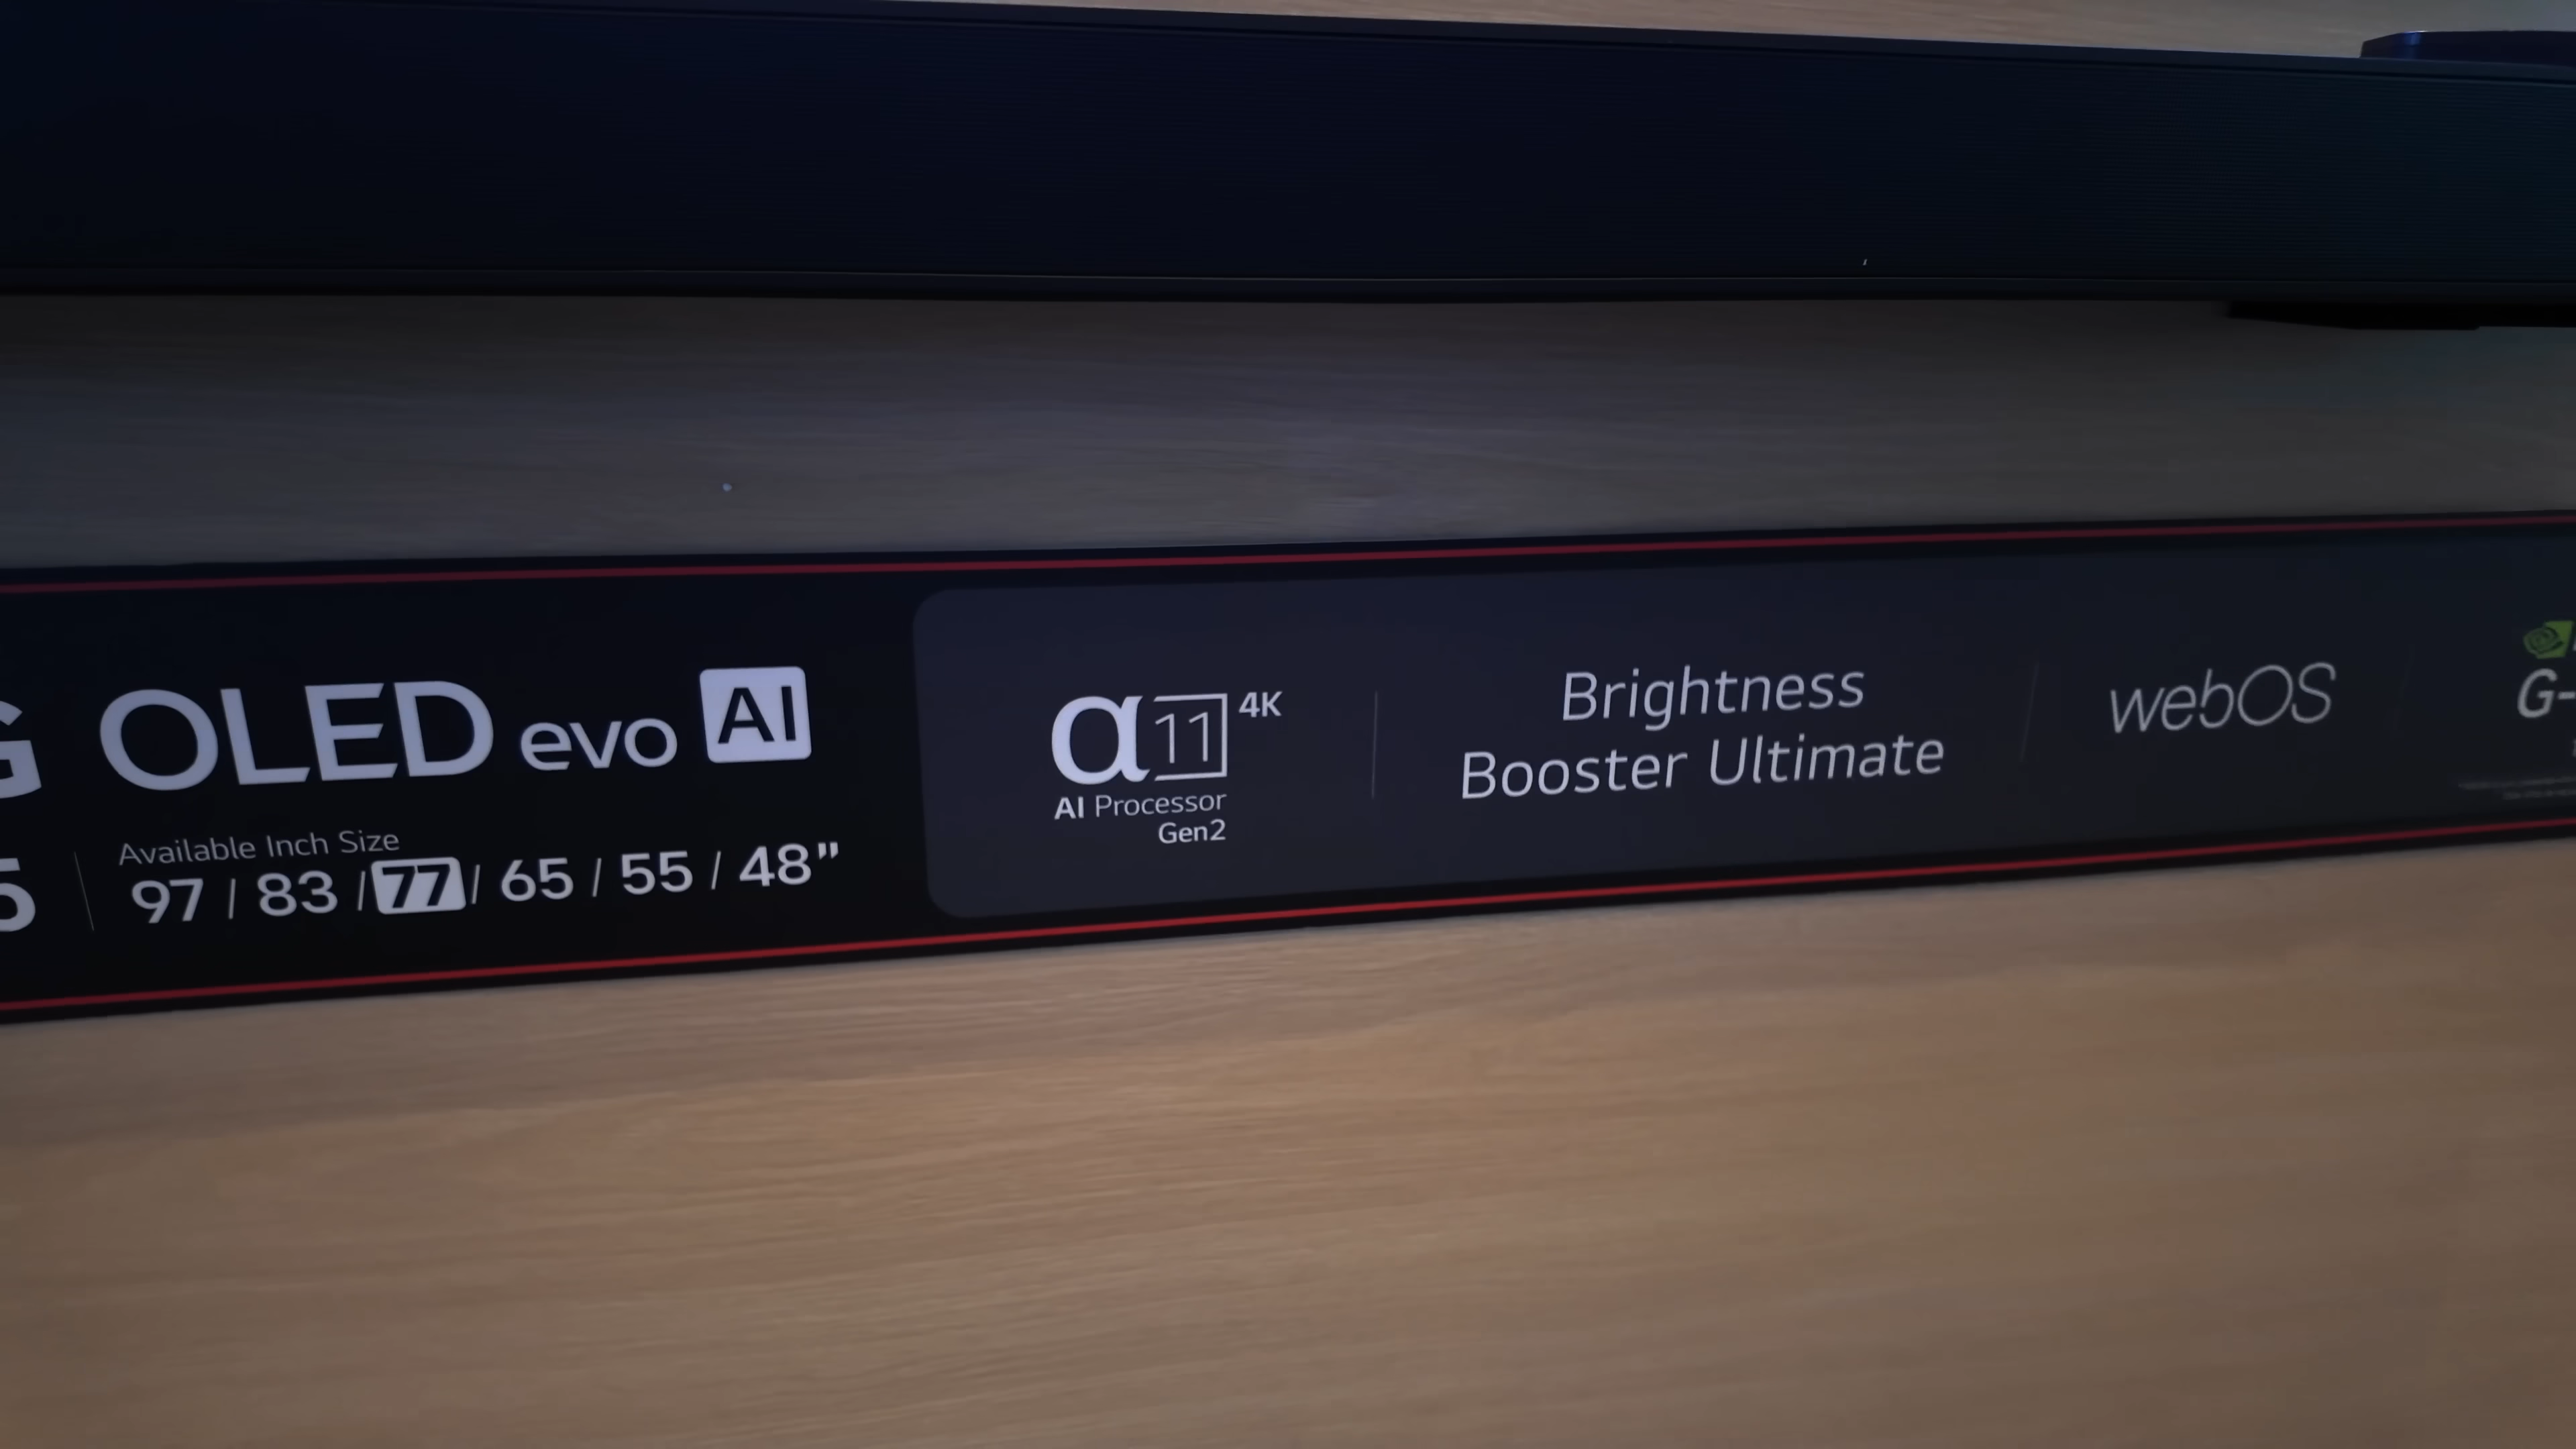 G OLED evo AI
5
Available Inch Size
97 / 83 / 77 / 65 / 55 / 48”
α11 4K
AI Processor
Gen2
Brightness
Booster Ultimate
webOS
G-